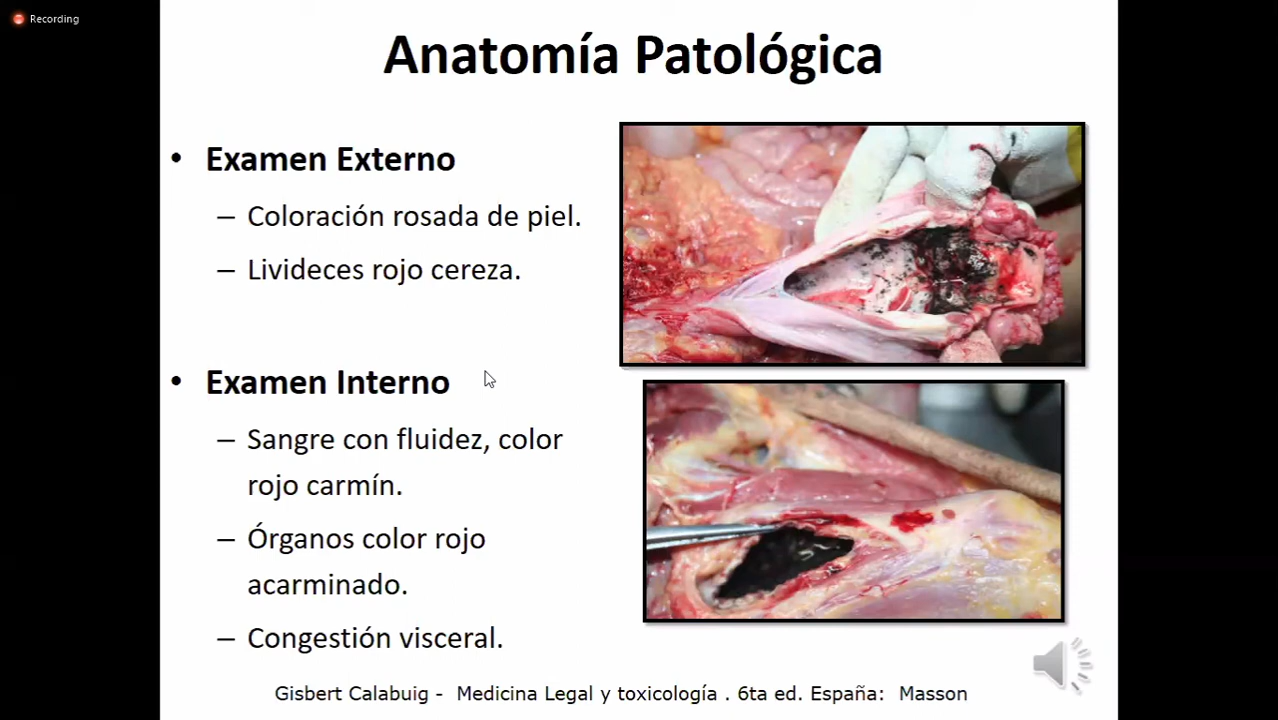 Recording
Anatomía Patológica
• Examen Externo
– Coloración rosada de piel.
– Livideces rojo cereza.
• Examen Interno
– Sangre con fluidez, color
rojo carmín.
– Órganos color rojo
acarminado.
– Congestión visceral.
Gisbert Calabuig - Medicina Legal y toxicología . 6ta ed. España: Masson